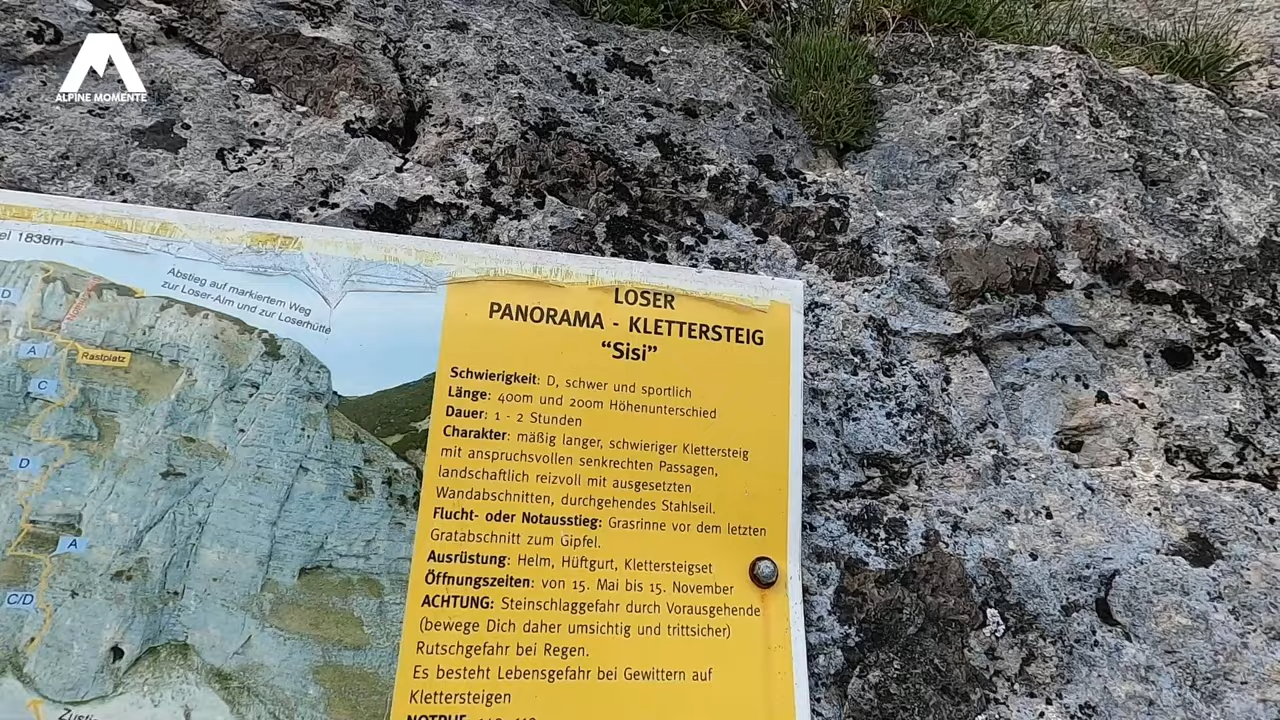 ALPINE MOMENTE
1838m
Abstieg auf markiertem Weg
zur Loser-Alm und zur Loserhütte
D
A
Rastplatz
C
D
A
C/D
LOSER
PANORAMA - KLETTERSTEIG
“Sisi”
Schwierigkeit: D, schwer und sportlich
Länge: 400m und 200m Höhenunterschied
Dauer: 1 - 2 Stunden
Charakter: mäßig langer, schwieriger Klettersteig
mit anspruchsvollen senkrechten Passagen,
landschaftlich reizvoll mit ausgesetzten
Wandabschnitten, durchgehendes Stahlseil.
Flucht- oder Notausstieg: Grasrinne vor dem letzten
Gratabschnitt zum Gipfel.
Ausrüstung: Helm, Hüftgurt, Klettersteigset
Öffnungszeiten: von 15. Mai bis 15. November
ACHTUNG: Steinschlaggefahr durch Vorausgehende
(bewege Dich daher umsichtig und trittsicher)
Rutschgefahr bei Regen.
Es besteht Lebensgefahr bei Gewittern auf
Klettersteigen
NOTRUF